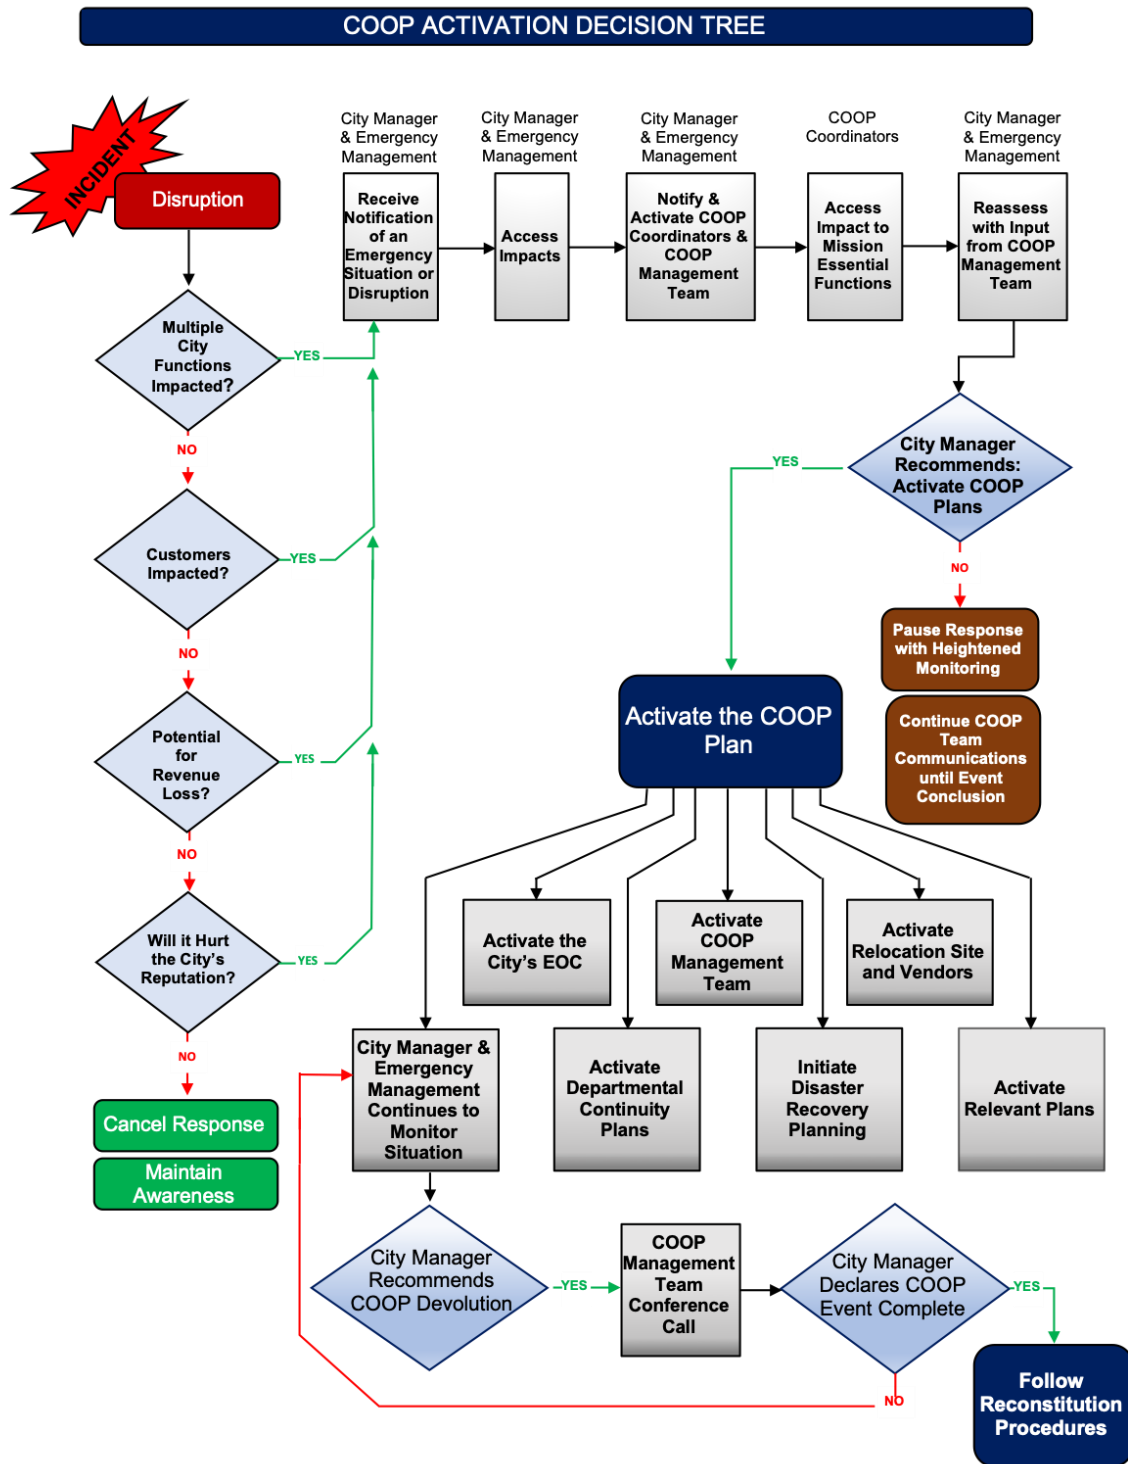 COOP ACTIVATION DECISION TREE
INCIDENT
Disruption
City Manager
& Emergency
Management
Receive
Notification
of an
Emergency
Situation or
Disruption
City Manager
& Emergency
Management
Access
Impacts
City Manager
& Emergency
Management
Notify &
Activate COOP
Coordinators &
COOP
Management
Team
COOP
Coordinators
Access
Impact to
Mission
Essential
Functions
City Manager
& Emergency
Management
Reassess
with Input
from COOP
Management
Team
Multiple
City
Functions
Impacted?
YES
NO
Customers
Impacted?
YES
NO
Potential
for
Revenue
Loss?
YES
NO
Will it Hurt
the City's
Reputation?
YES
NO
Cancel Response
Maintain
Awareness
City Manager
Recommends:
Activate COOP
Plans
YES
NO
Pause Response
with Heightened
Monitoring
Continue COOP
Team
Communications
until Event
Conclusion
Activate the COOP
Plan
Activate the
City's EOC
Activate
COOP
Management
Team
Activate
Relocation Site
and Vendors
City Manager &
Emergency
Management
Continues to
Monitor
Situation
Activate
Departmental
Continuity
Plans
Initiate
Disaster
Recovery
Planning
Activate
Relevant Plans
City Manager
Recommends
COOP Devolution
YES
COOP
Management
Team
Conference
Call
City Manager
Declares COOP
Event Complete
YES
NO
Follow
Reconstitution
Procedures